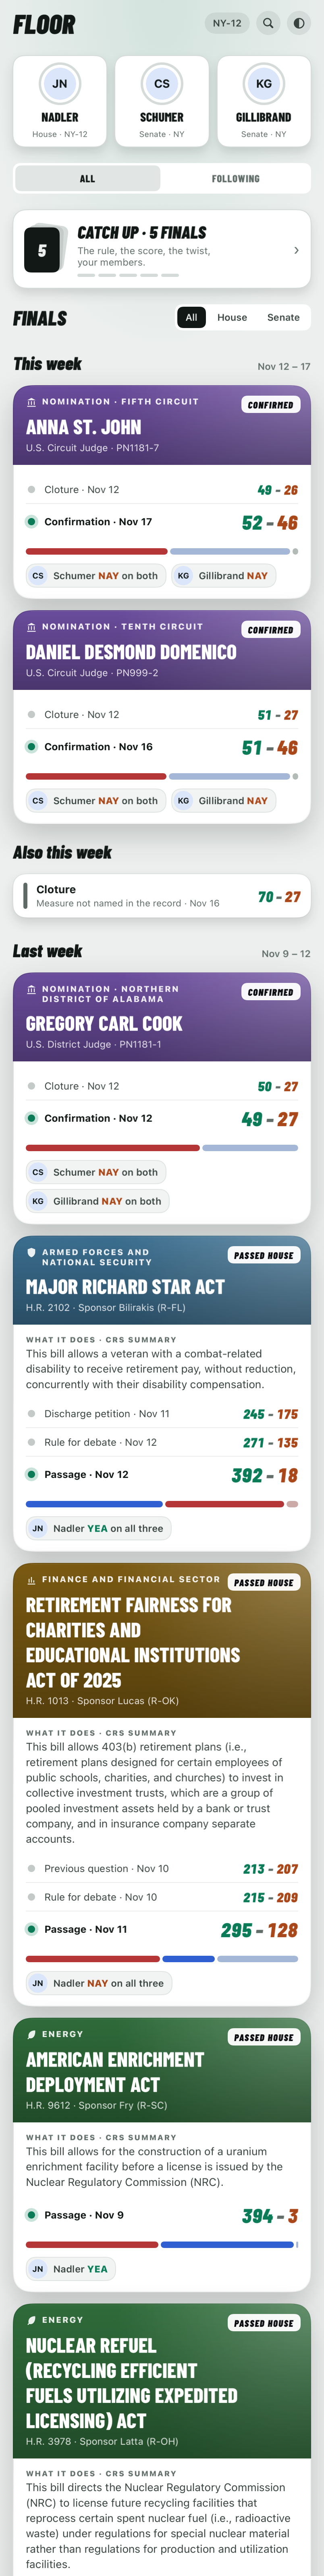 FLOOR
NY-12
JN
CS
KG
NADLER
SCHUMER
GILLIBRAND
House · NY-12
Senate · NY
Senate · NY
ALL
FOLLOWING
5
CATCH UP · 5 FINALS
The rule, the score, the twist,
your members.
FINALS
All
House
Senate
This week
Nov 12 – 17
NOMINATION · FIFTH CIRCUIT
CONFIRMED
ANNA ST. JOHN
U.S. Circuit Judge · PN1181-7
Cloture · Nov 12
49 - 26
Confirmation · Nov 17
52 - 46
CS Schumer NAY on both
KG Gillibrand NAY
NOMINATION · TENTH CIRCUIT
CONFIRMED
DANIEL DESMOND DOMENICO
U.S. Circuit Judge · PN999-2
Cloture · Nov 12
51 - 27
Confirmation · Nov 16
51 - 46
CS Schumer NAY on both
KG Gillibrand NAY
Also this week
Cloture
Measure not named in the record · Nov 16
70 - 27
Last week
Nov 9 – 12
NOMINATION · NORTHERN
DISTRICT OF ALABAMA
CONFIRMED
GREGORY CARL COOK
U.S. District Judge · PN1181-1
Cloture · Nov 12
50 - 27
Confirmation · Nov 12
49 - 27
CS Schumer NAY on both
KG Gillibrand NAY on both
ARMED FORCES AND
NATIONAL SECURITY
PASSED HOUSE
MAJOR RICHARD STAR ACT
H.R. 2102 · Sponsor Bilirakis (R-FL)
WHAT IT DOES · CRS SUMMARY
This bill allows a veteran with a combat-related
disability to receive retirement pay, without reduction,
concurrently with their disability compensation.
Discharge petition · Nov 11
245 - 175
Rule for debate · Nov 12
271 - 135
Passage · Nov 12
392 - 18
JN Nadler YEA on all three
FINANCE AND FINANCIAL SECTOR
PASSED HOUSE
RETIREMENT FAIRNESS FOR
CHARITIES AND
EDUCATIONAL INSTITUTIONS
ACT OF 2025
H.R. 1013 · Sponsor Lucas (R-OK)
WHAT IT DOES · CRS SUMMARY
This bill allows 403(b) retirement plans (i.e.,
retirement plans designed for certain employees of
public schools, charities, and churches) to invest in
collective investment trusts, which are a group of
pooled investment assets held by a bank or trust
company, and in insurance company separate
accounts.
Previous question · Nov 10
213 - 207
Rule for debate · Nov 10
215 - 209
Passage · Nov 11
295 - 128
JN Nadler NAY on all three
ENERGY
PASSED HOUSE
AMERICAN ENRICHMENT
DEPLOYMENT ACT
H.R. 9612 · Sponsor Fry (R-SC)
WHAT IT DOES · CRS SUMMARY
This bill allows for the construction of a uranium
enrichment facility before a license is issued by the
Nuclear Regulatory Commission (NRC).
Passage · Nov 9
394 - 3
JN Nadler YEA
ENERGY
PASSED HOUSE
NUCLEAR REFUEL
(RECYCLING EFFICIENT
FUELS UTILIZING EXPEDITED
LICENSING) ACT
H.R. 3978 · Sponsor Latta (R-OH)
WHAT IT DOES · CRS SUMMARY
This bill directs the Nuclear Regulatory Commission
(NRC) to license future recycling facilities that
reprocess certain spent nuclear fuel (i.e., radioactive
waste) under regulations for special nuclear material
rather than regulations for production and utilization
facilities.